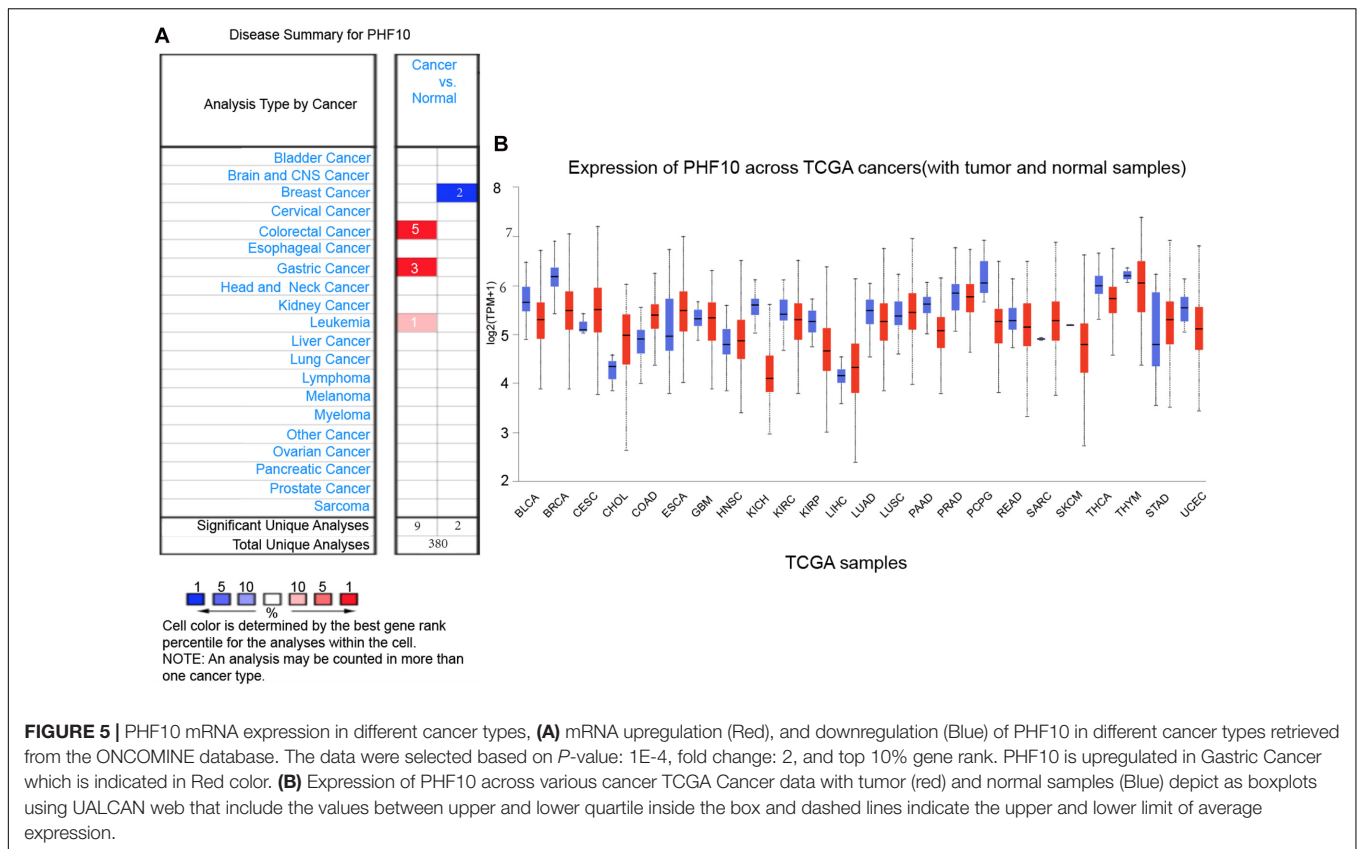 A
Disease Summary for PHF10
Analysis Type by Cancer
Cancer
vs.
Normal
Bladder Cancer
Brain and CNS Cancer
Breast Cancer
2
Cervical Cancer
Colorectal Cancer
5
Esophageal Cancer
Gastric Cancer
3
Head and Neck Cancer
Kidney Cancer
Leukemia
1
Liver Cancer
Lung Cancer
Lymphoma
Melanoma
Myeloma
Other Cancer
Ovarian Cancer
Pancreatic Cancer
Prostate Cancer
Sarcoma
Significant Unique Analyses 9 2
Total Unique Analyses 380
1 5 10 10 5 1
%
Cell color is determined by the best gene rank
percentile for the analyses within the cell.
NOTE: An analysis may be counted in more than
one cancer type.
B
Expression of PHF10 across TCGA cancers(with tumor and normal samples)
8
7
6
5
4
3
2
log2(TPM+1)
BLCA
BRCA
CESC
CHOL
COAD
ESCA
GBM
HNSC
KICH
KIRC
KIRP
LIHC
LUAD
LUSC
PAAD
PRAD
PCPG
READ
SARC
SKCM
THCA
THYM
STAD
UCEC
TCGA samples
FIGURE 5 | PHF10 mRNA expression in different cancer types, (A) mRNA upregulation (Red), and downregulation (Blue) of PHF10 in different cancer types retrieved
from the ONCOMINE database. The data were selected based on P-value: 1E-4, fold change: 2, and top 10% gene rank. PHF10 is upregulated in Gastric Cancer
which is indicated in Red color. (B) Expression of PHF10 across various cancer TCGA Cancer data with tumor (red) and normal samples (Blue) depict as boxplots
using UALCAN web that include the values between upper and lower quartile inside the box and dashed lines indicate the upper and lower limit of average
expression.